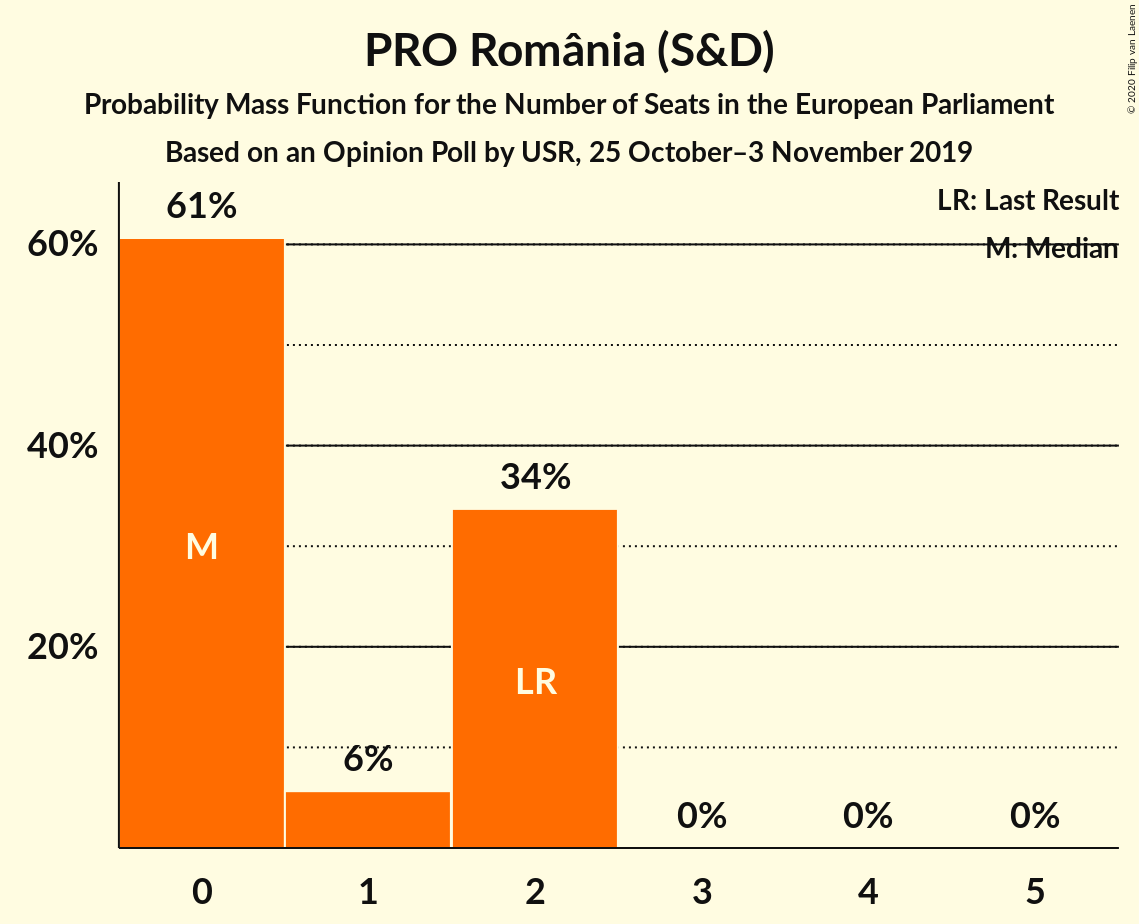 PRO România (S&D)
Probability Mass Function for the Number of Seats in the European Parliament
Based on an Opinion Poll by USR, 25 October–3 November 2019
© 2020 Filip van Laenen
LR: Last Result
M: Median
60%
40%
20%
61%
6%
34%
0%
0%
0%
M
LR
0
1
2
3
4
5